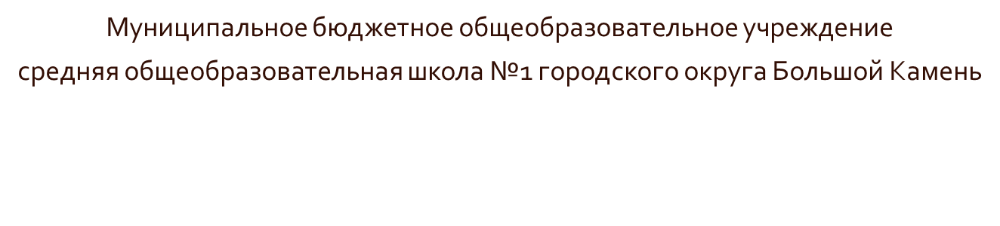 Муниципальное бюджетное общеобразовательное учреждение
средняя общеобразовательная школа №1 городского округа Большой Камень